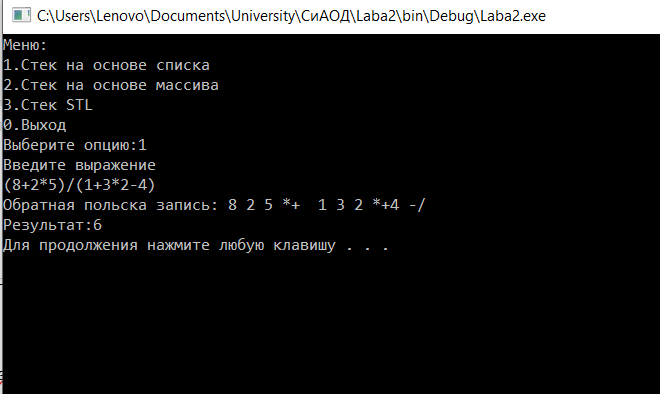 C:\Users\Lenovo\Documents\University\СиАОД\Laba2\bin\Debug\Laba2.exe
Меню:
1.Стек на основе списка
2.Стек на основе массива
3.Стек STL
0.Выход
Выберите опцию:1
Введите выражение
(8+2*5)/(1+3*2-4)
Обратная польска запись: 8 2 5 *+  1 3 2 *+4 -/
Результат:6
Для продолжения нажмите любую клавишу . . .